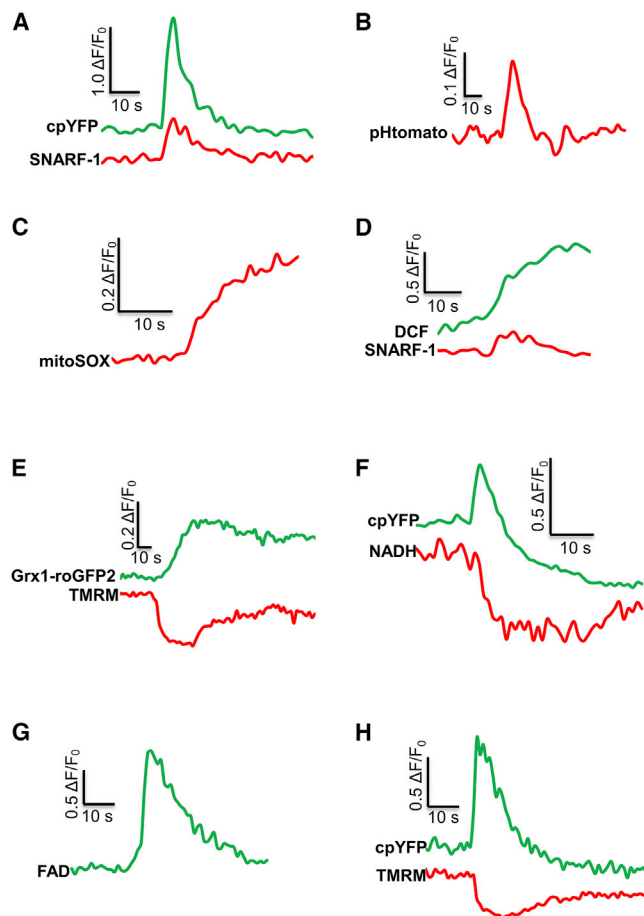 A
1.0 ΔF/F0
10 s
cpYFP
SNARF-1
B
0.1 ΔF/F0
10 s
pHtomato
C
0.2 ΔF/F0
10 s
mitoSOX
D
0.5 ΔF/F0
10 s
DCF
SNARF-1
E
0.2 ΔF/F0
10 s
Grx1-roGFP2
TMRM
F
0.5 ΔF/F0
10 s
cpYFP
NADH
G
0.5 ΔF/F0
10 s
FAD
H
0.5 ΔF/F0
10 s
cpYFP
TMRM